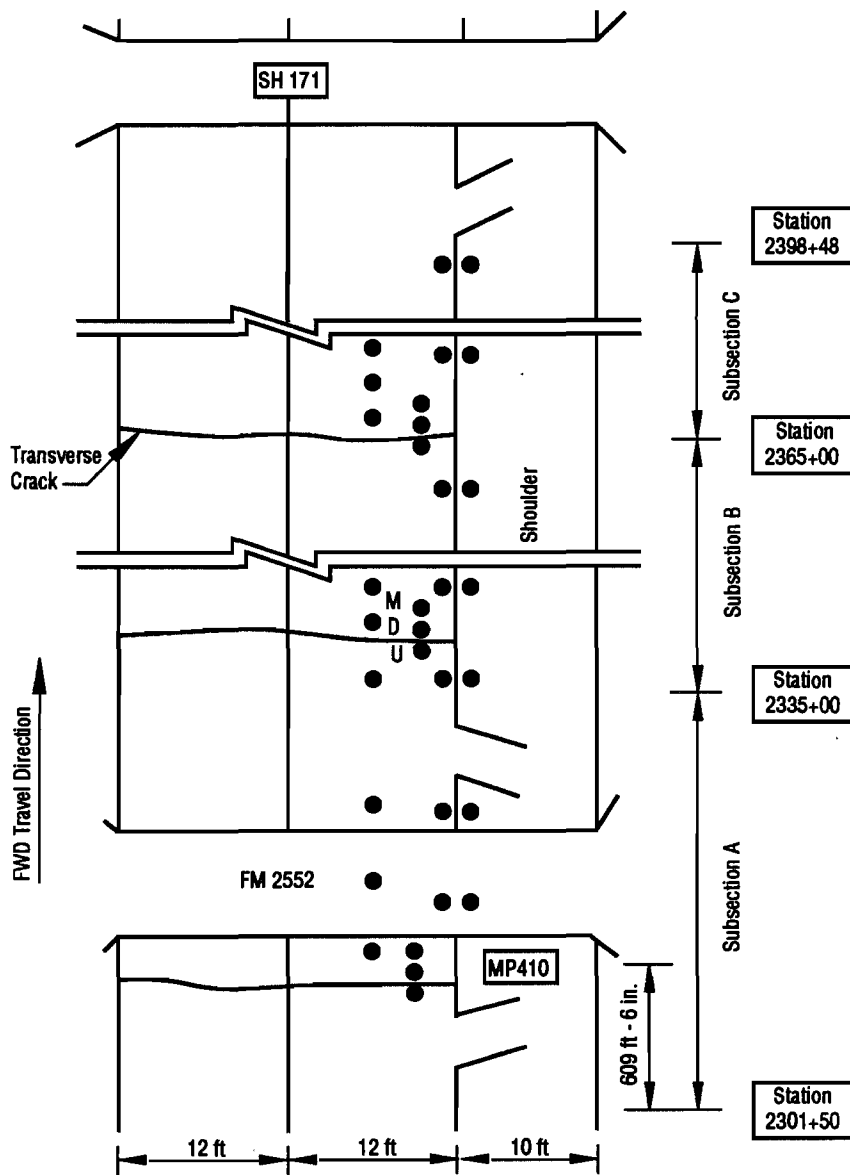 SH 171
Station
2398+48
Subsection C
Transverse
Crack
Station
2365+00
Shoulder
Subsection B
M
D
U
Station
2335+00
FWD Travel Direction
Subsection A
FM 2552
MP410
609 ft - 6 in.
Station
2301+50
12 ft
12 ft
10 ft